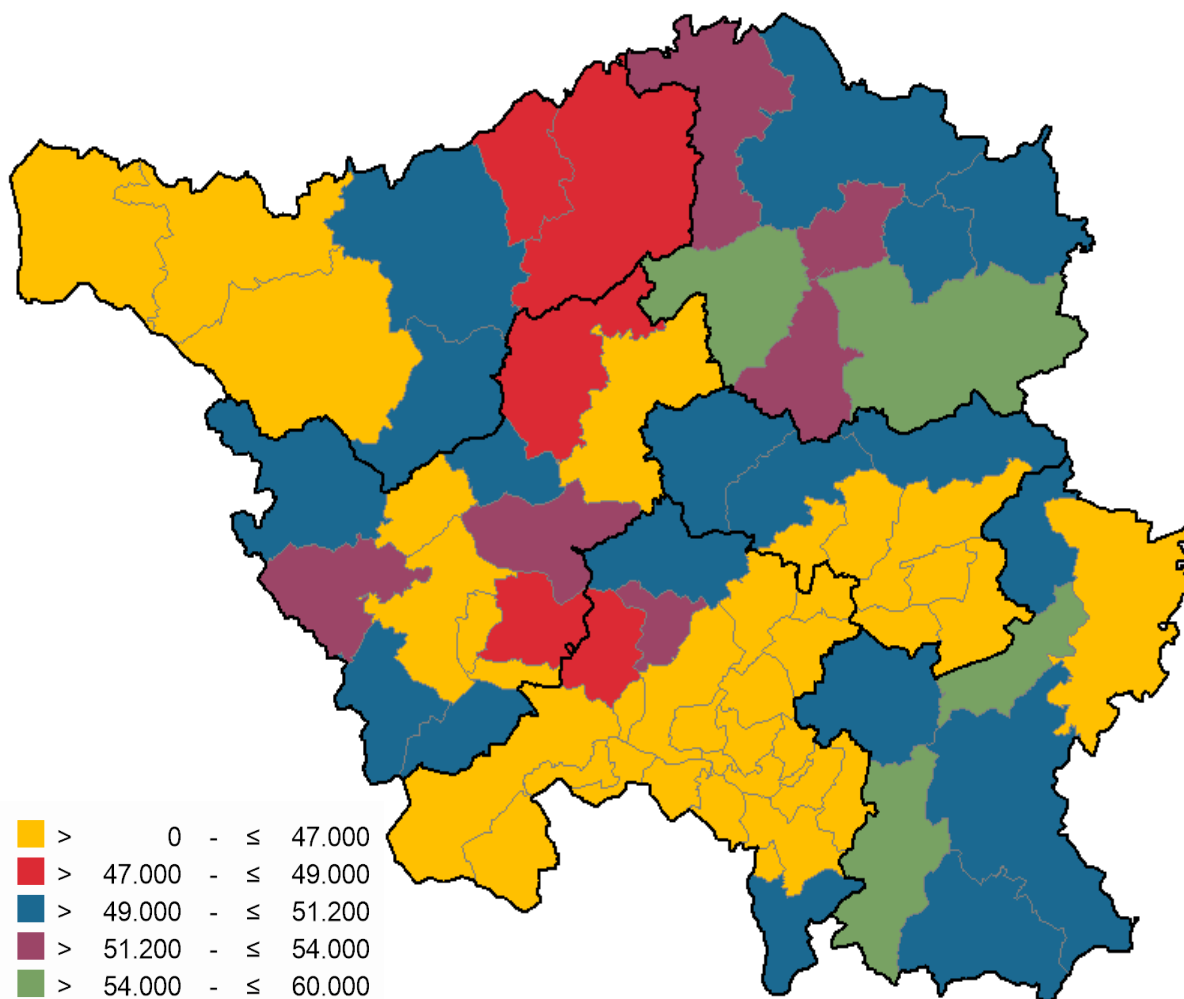 > 0 - ≤ 47.000
> 47.000 - ≤ 49.000
> 49.000 - ≤ 51.200
> 51.200 - ≤ 54.000
> 54.000 - ≤ 60.000